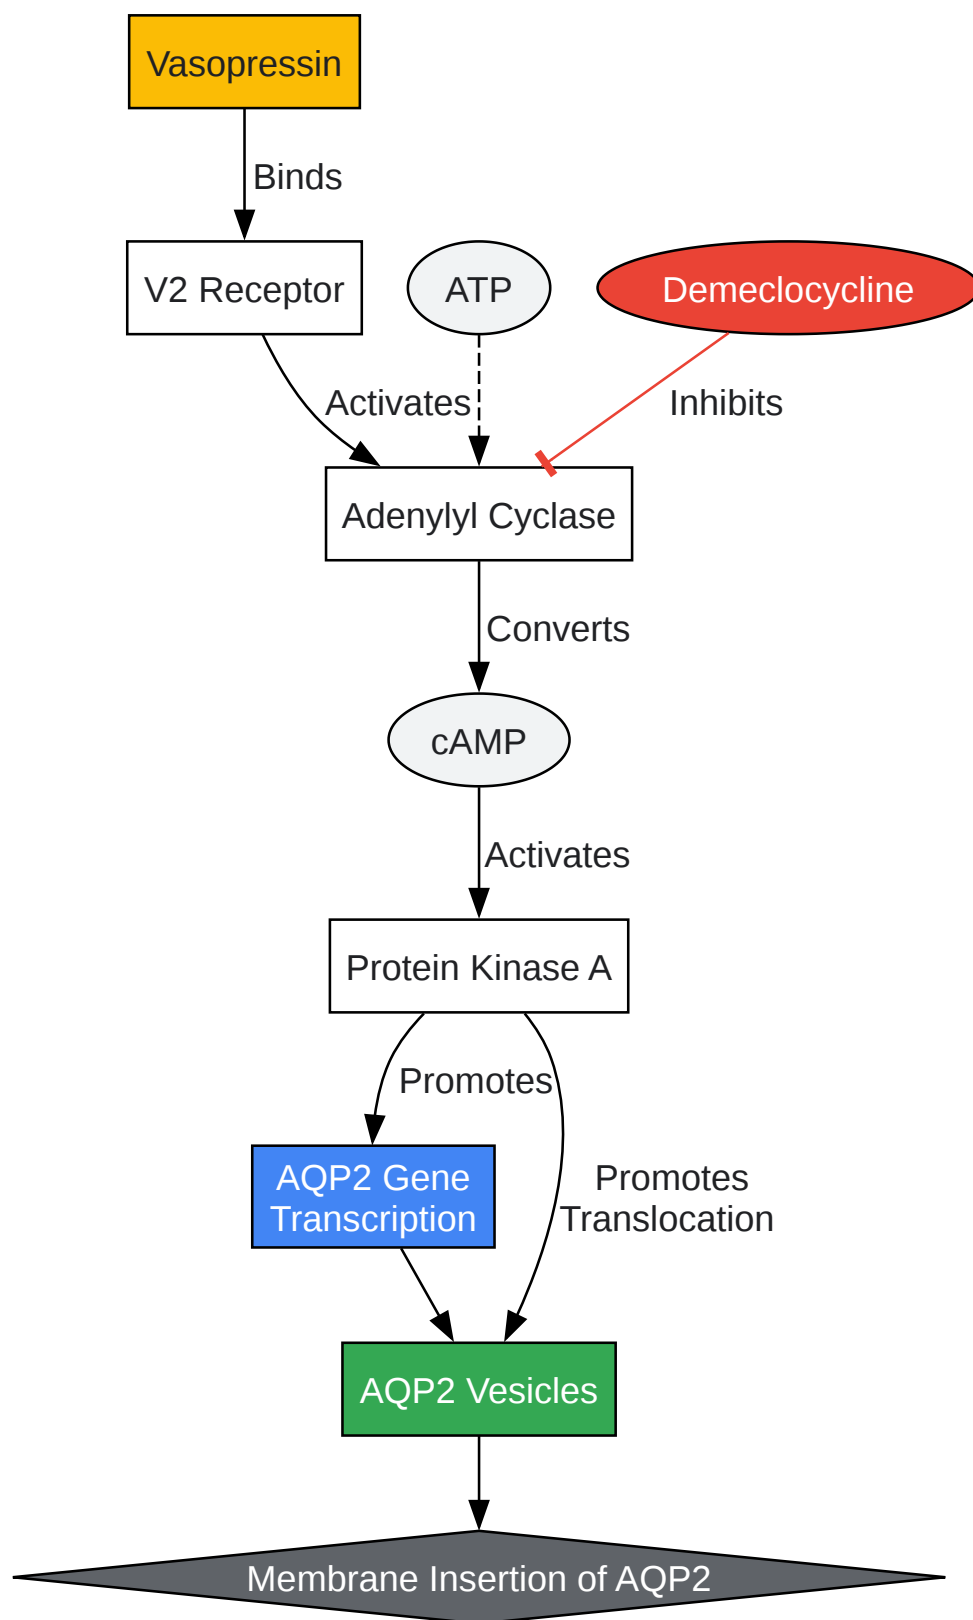 Vasopressin
Binds
V2 Receptor
ATP
Demeclocycline
Activates
Inhibits
Adenylyl Cyclase
Converts
cAMP
Activates
Protein Kinase A
Promotes
AQP2 Gene
Transcription
Promotes
Translocation
AQP2 Vesicles
Membrane Insertion of AQP2